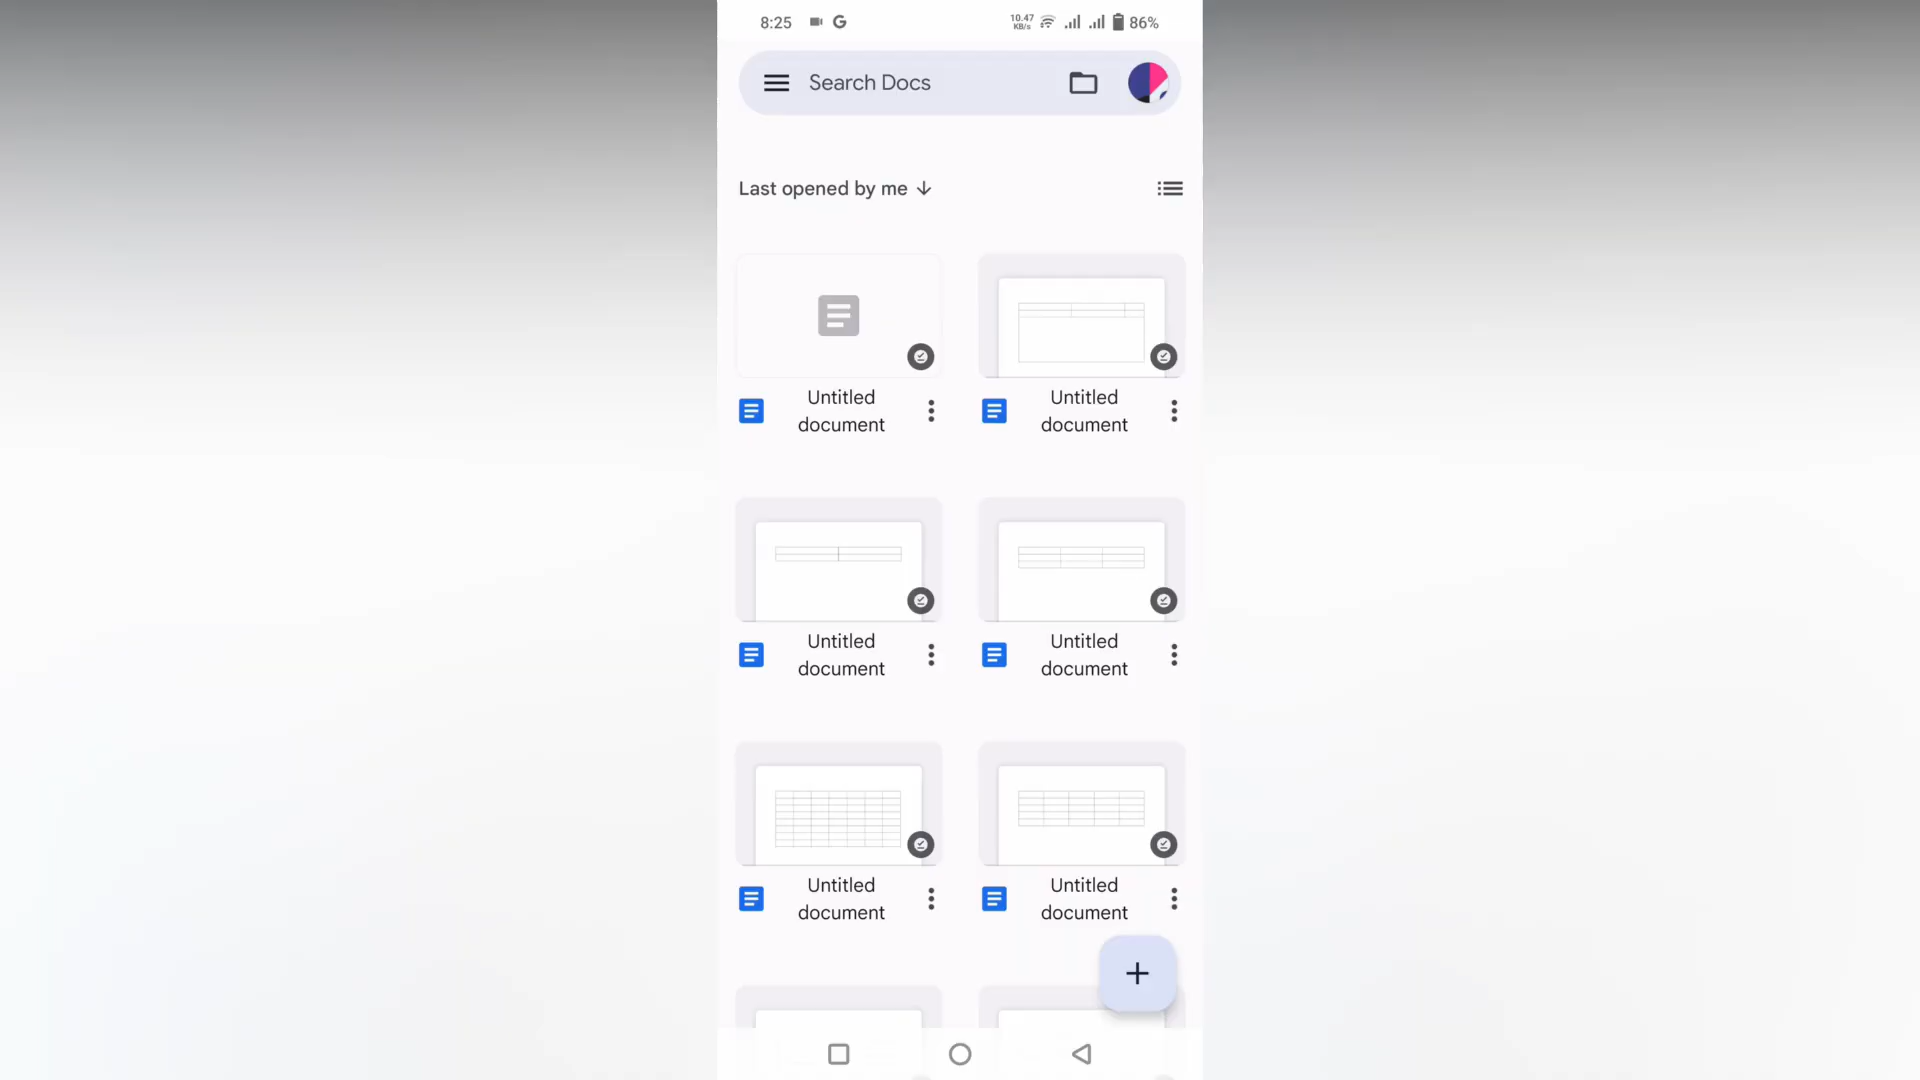 8:25 G 10.47 KB/s 86%
Search Docs
Last opened by me
Untitled
document
Untitled
document
Untitled
document
Untitled
document
Untitled
document
Untitled
document